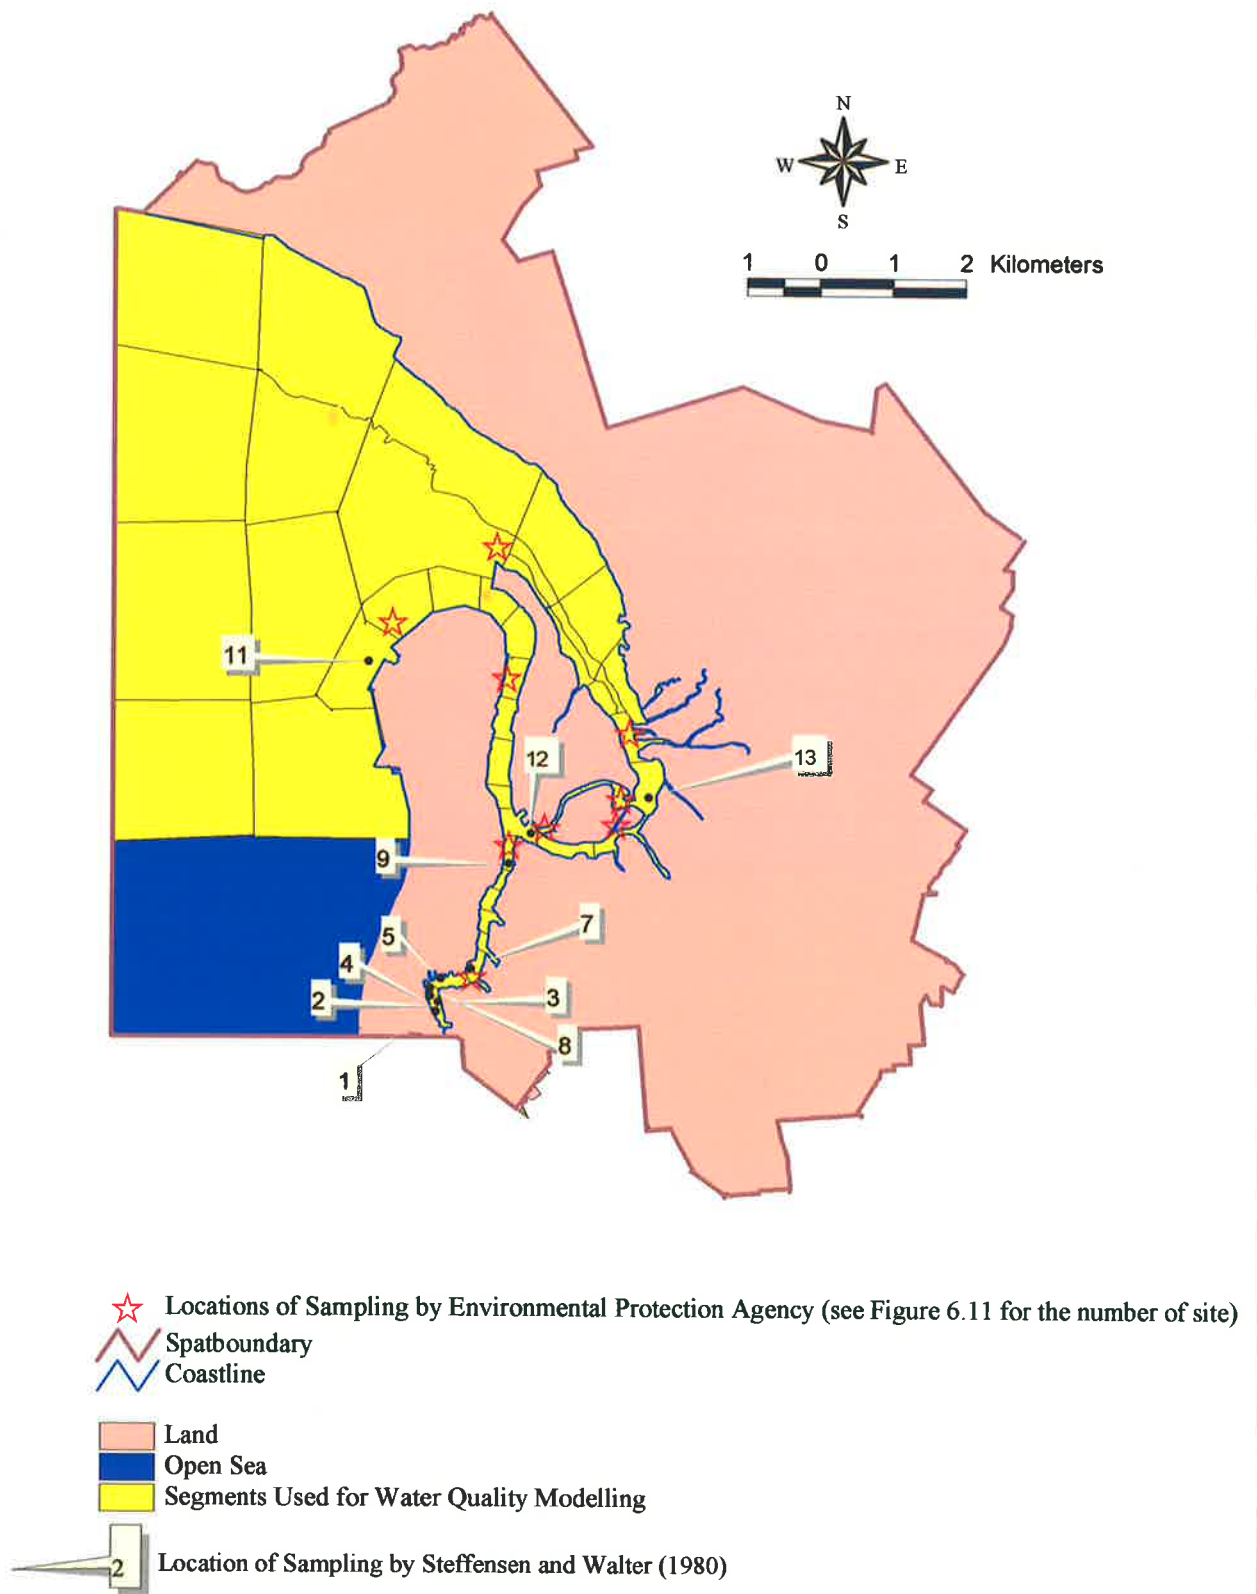 N
W E
S
1 0 1 2 Kilometers
11
12
13
9
7
5
4
2
3
8
1
Locations of Sampling by Environmental Protection Agency (see Figure 6.11 for the number of site)
Spatboundary
Coastline
Land
Open Sea
Segments Used for Water Quality Modelling
2 Location of Sampling by Steffensen and Walter (1980)